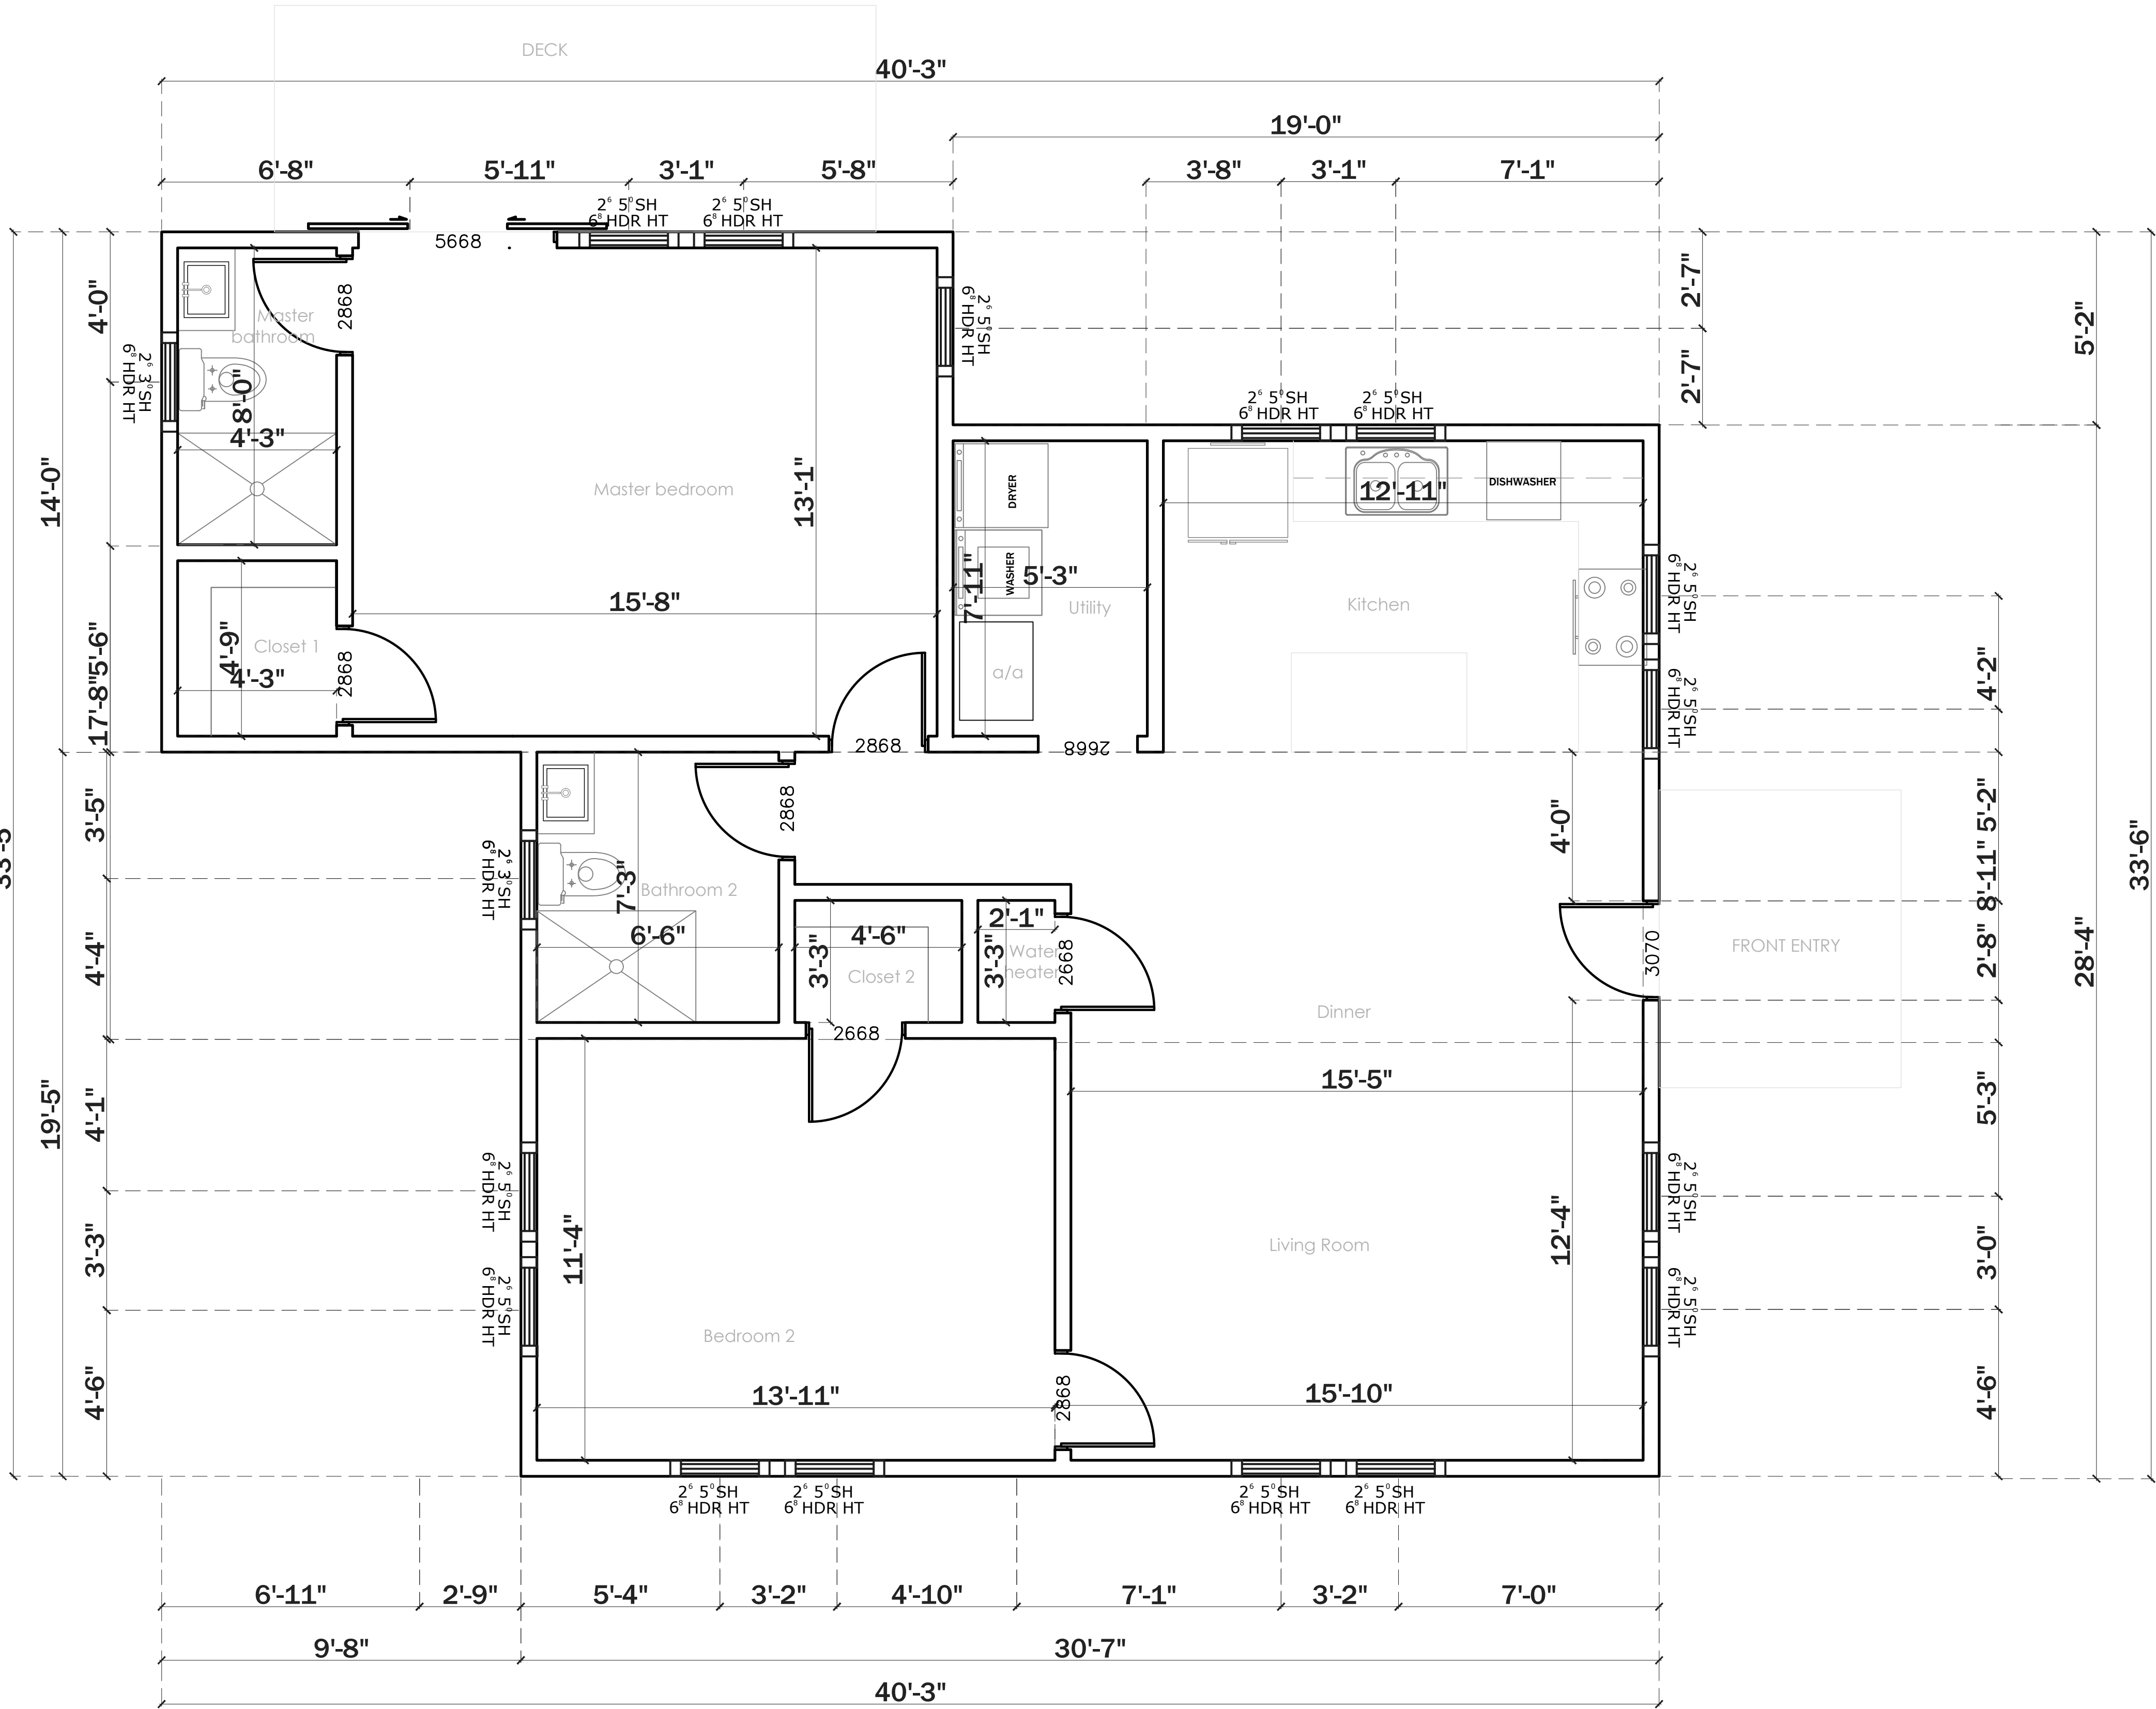 DECK
40'-3"
19'-0"
6'-8" 5'-11" 3'-1" 5'-8" 3'-8" 3'-1" 7'-1"
2⁶ 5⁰SH
6⁸ HDR HT
2⁶ 5⁰SH
6⁸ HDR HT
5668
2868
Master
bathroom
8'-0"
4'-3"
4'-0"
2⁶ 3⁰SH
6⁸ HDR HT
2⁶ 5⁰SH
6⁸ HDR HT
2'-7"
2'-7"
5'-2"
14'-0"
Master bedroom
13'-1"
15'-8"
2⁶ 5⁰SH
6⁸ HDR HT
2⁶ 5⁰SH
6⁸ HDR HT
DRYER
WASHER
7'-11"
5'-3"
Utility
a/a
12'-11"
DISHWASHER
Kitchen
2⁶ 5⁰SH
6⁸ HDR HT
2⁶ 5⁰SH
6⁸ HDR HT
4'-2"
5'-6"
17'-8"
4'-9"
Closet 1
4'-3"
2868
2868
2668
33'-5
19'-5"
3'-5"
4'-4"
4'-1"
3'-3"
4'-6"
2868
2⁶ 3⁰SH
6⁸ HDR HT
7'-3"
Bathroom 2
6'-6"
4'-6"
3'-3"
Closet 2
2668
2'-1"
3'-3"
Water
heater
2668
4'-0"
3070
FRONT ENTRY
5'-2"
8'-11"
2'-8"
33'-6"
28'-4"
Dinner
15'-5"
5'-3"
3'-0"
4'-6"
2⁶ 5⁰SH
6⁸ HDR HT
2⁶ 5⁰SH
6⁸ HDR HT
11'-4"
Bedroom 2
13'-11"
2868
Living Room
12'-4"
15'-10"
2⁶ 5⁰SH
6⁸ HDR HT
2⁶ 5⁰SH
6⁸ HDR HT
2⁶ 5⁰SH
6⁸ HDR HT
2⁶ 5⁰SH
6⁸ HDR HT
2⁶ 5⁰SH
6⁸ HDR HT
2⁶ 5⁰SH
6⁸ HDR HT
6'-11" 2'-9" 5'-4" 3'-2" 4'-10" 7'-1" 3'-2" 7'-0"
9'-8" 30'-7"
40'-3"